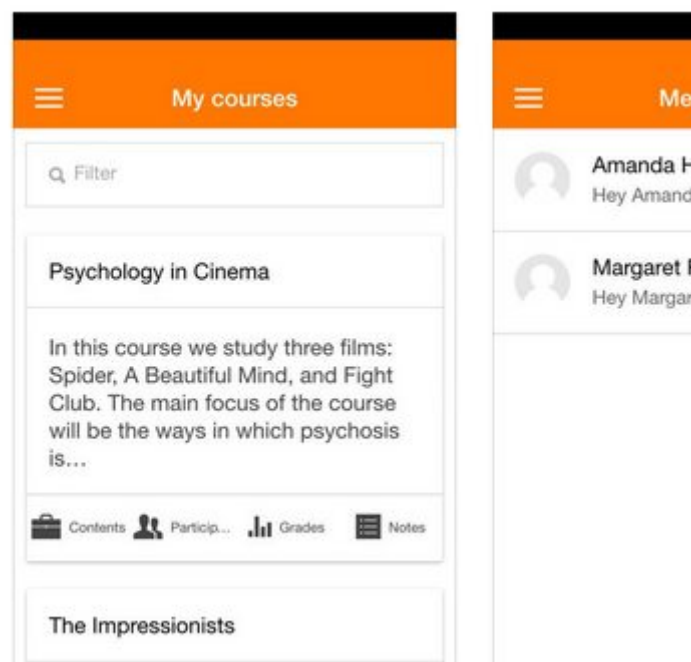 My courses
Filter
Psychology in Cinema
In this course we study three films:
Spider, A Beautiful Mind, and Fight
Club. The main focus of the course
will be the ways in which psychosis
is...
Contents Particip... Grades Notes
The Impressionists
Me
Amanda H
Hey Amand
Margaret
Hey Margar